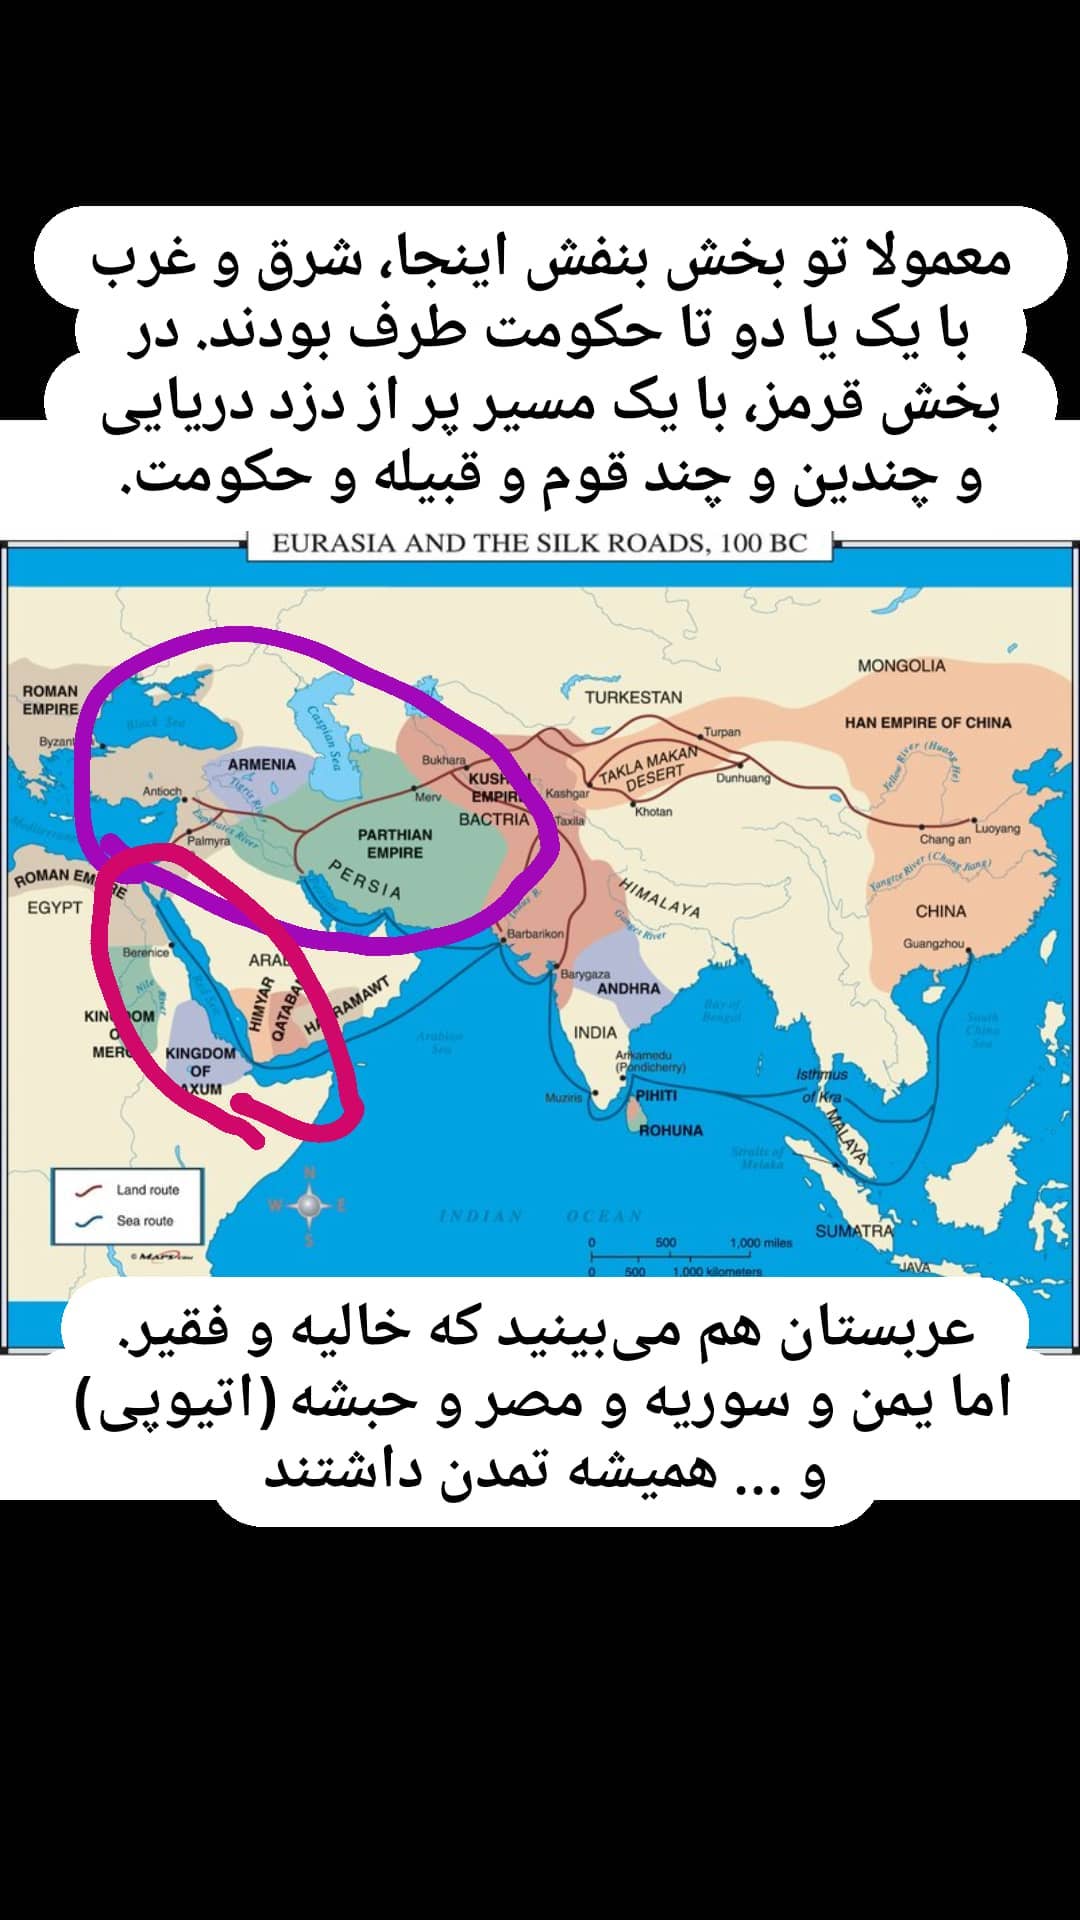 معمولا تو بخش بنفش اینجا، شرق و غرب
با یک یا دو تا حکومت طرف بودند. در
بخش قرمز، با یک مسیر پر از دزد دریایی
و چندین و چند قوم و قبیله و حکومت.
EURASIA AND THE SILK ROADS, 100 BC
MONGOLIA
ROMAN
EMPIRE
TURKESTAN
HAN EMPIRE OF CHINA
Black Sea
Caspian Sea
Turpan
Yellow River (Huang He)
ARMENIA
Bukhara
TAKLA MAKAN
DESERT
Dunhuang
Antioch
Tigris River
Merv
EMPIRE
Kashgar
Khotan
BACTRIA
Taxila
Euphrates River
Palmyra
PARTHIAN
EMPIRE
Chang an
Luoyang
PERSIA
HIMALAYA
Yangtze River (Chang Jiang)
ROMAN EMPIRE
EGYPT
Indus R.
Ganges River
CHINA
Barbarikon
Guangzhou
Berenice
Barygaza
ANDHRA
Nile River
Red Sea
HIMYAR
QATABAN
HADRAMAWT
Bay of
Bengal
South
China
Sea
KINGDOM
OF
INDIA
Arabian
Sea
KINGDOM
OF
AXUM
Arikamedu
(Pondicherry)
Isthmus
of Kra
Muziris
PIHITI
MALAYA
ROHUNA
Straits of
Melaka
Land route
Sea route
N
W
E
S
INDIAN OCEAN
SUMATRA
0 500 1,000 miles
0 500 1,000 kilometers
JAVA
© MAPS.com
عربستان هم می‌بینید که خالیه و فقیر.
اما یمن و سوریه و مصر و حبشه (اتیوپی)
و ... همیشه تمدن داشتند